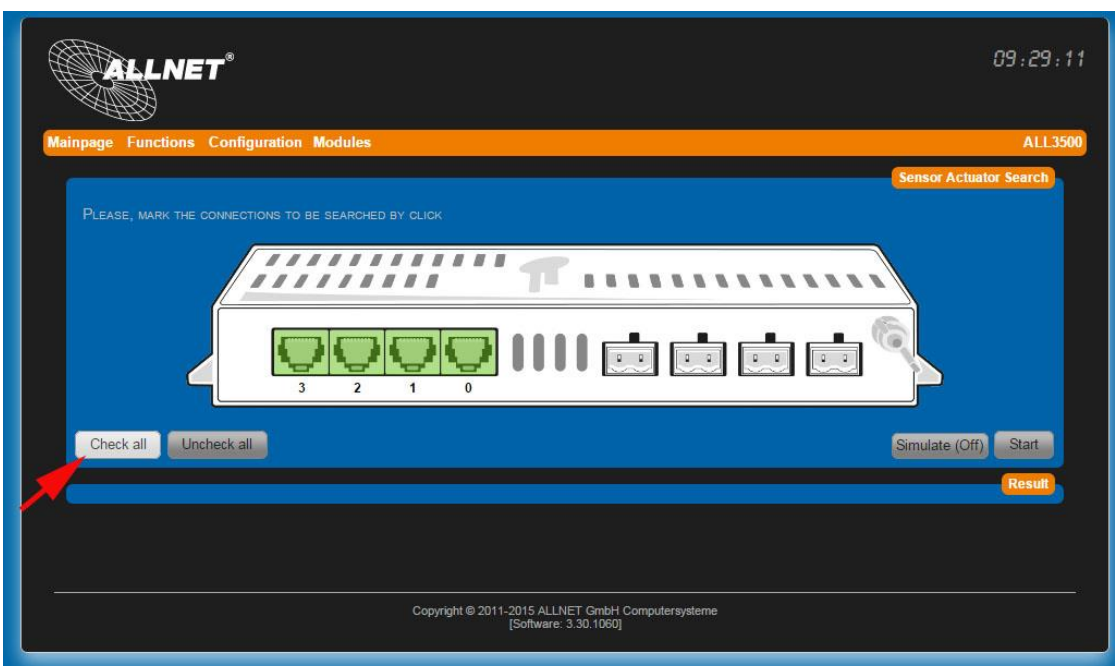 ALLNET®
09:29:11
Mainpage Functions Configuration Modules ALL3500
Sensor Actuator Search
PLEASE, MARK THE CONNECTIONS TO BE SEARCHED BY CLICK
3 2 1 0
Check all Uncheck all Simulate (Off) Start
Result
Copyright © 2011-2015 ALLNET GmbH Computersysteme
[Software: 3.30.1060]